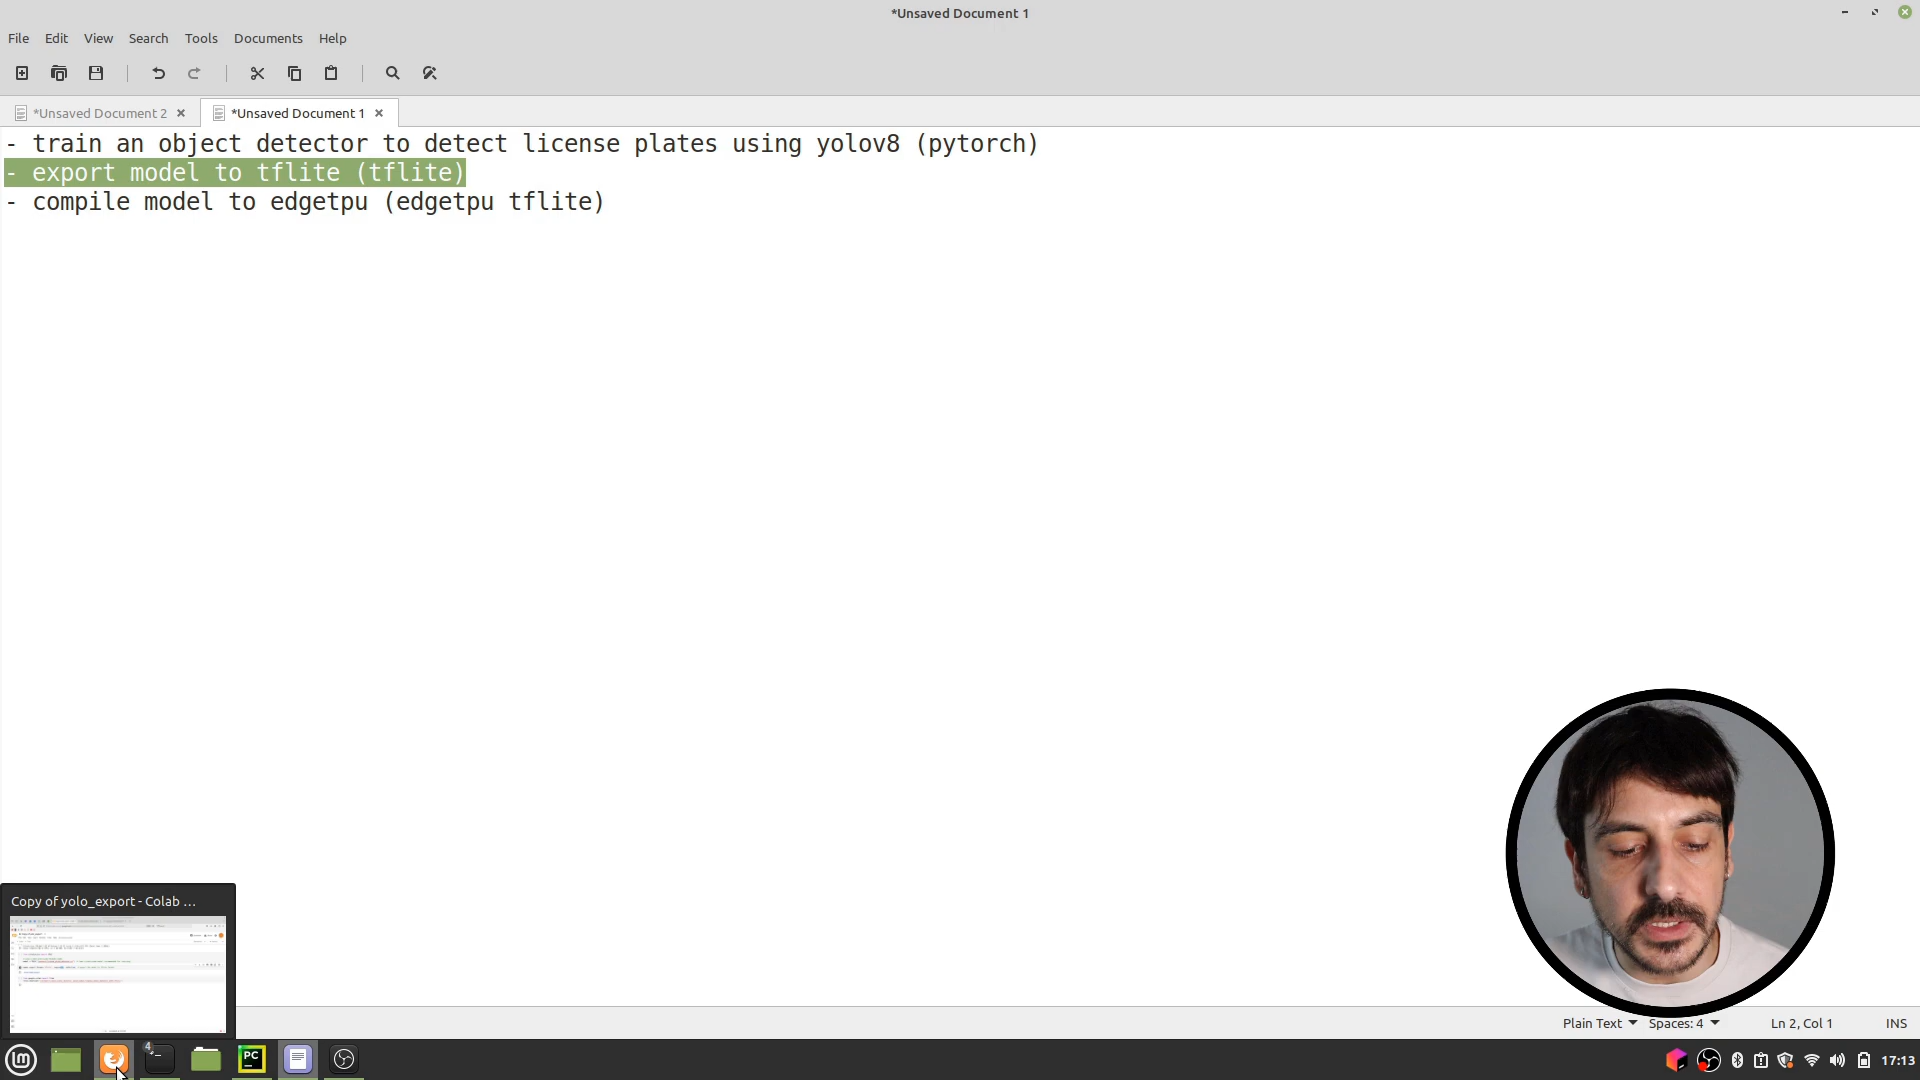 *Unsaved Document 1
File Edit View Search Tools Documents Help
*Unsaved Document 2
*Unsaved Document 1
- train an object detector to detect license plates using yolov8 (pytorch)
- export model to tflite (tflite)
- compile model to edgetpu (edgetpu tflite)
Copy of yolo_export - Colab ...
Plain Text Spaces: 4 Ln 2, Col 1 INS
4
PC
17:13